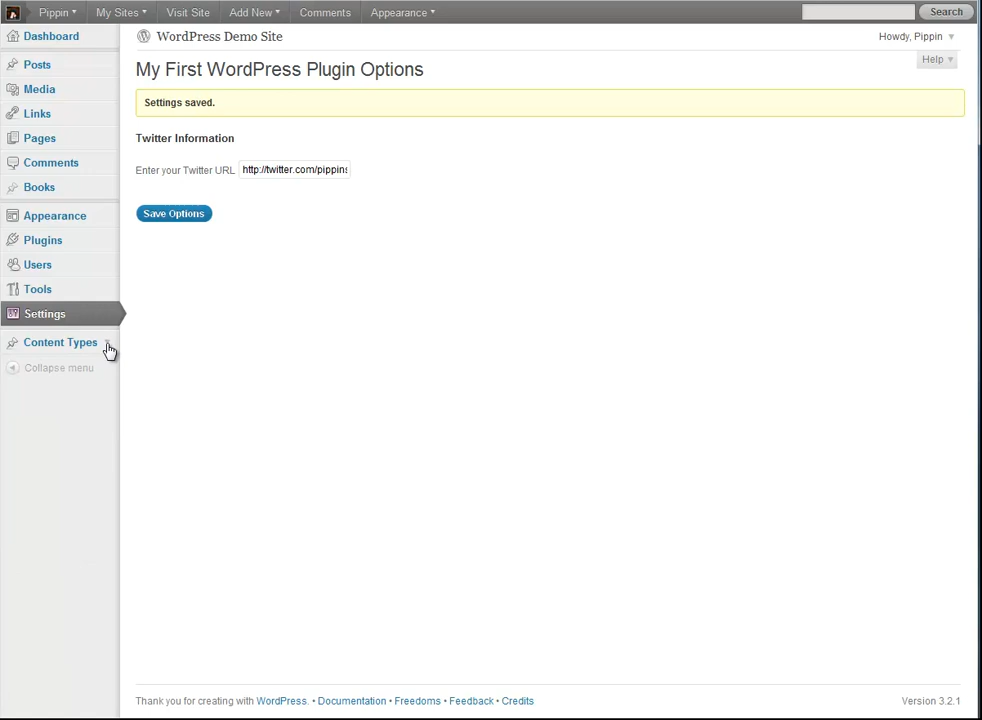 Pippin My Sites Visit Site Add New Comments Appearance Search
Dashboard
Posts
Media
Links
Pages
Comments
Books
Appearance
Plugins
Users
Tools
Settings
Content Types
Collapse menu
WordPress Demo Site
Howdy, Pippin
Help
My First WordPress Plugin Options
Settings saved.
Twitter Information
Enter your Twitter URL http://twitter.com/pippins
Save Options
Thank you for creating with WordPress. • Documentation • Freedoms • Feedback • Credits
Version 3.2.1